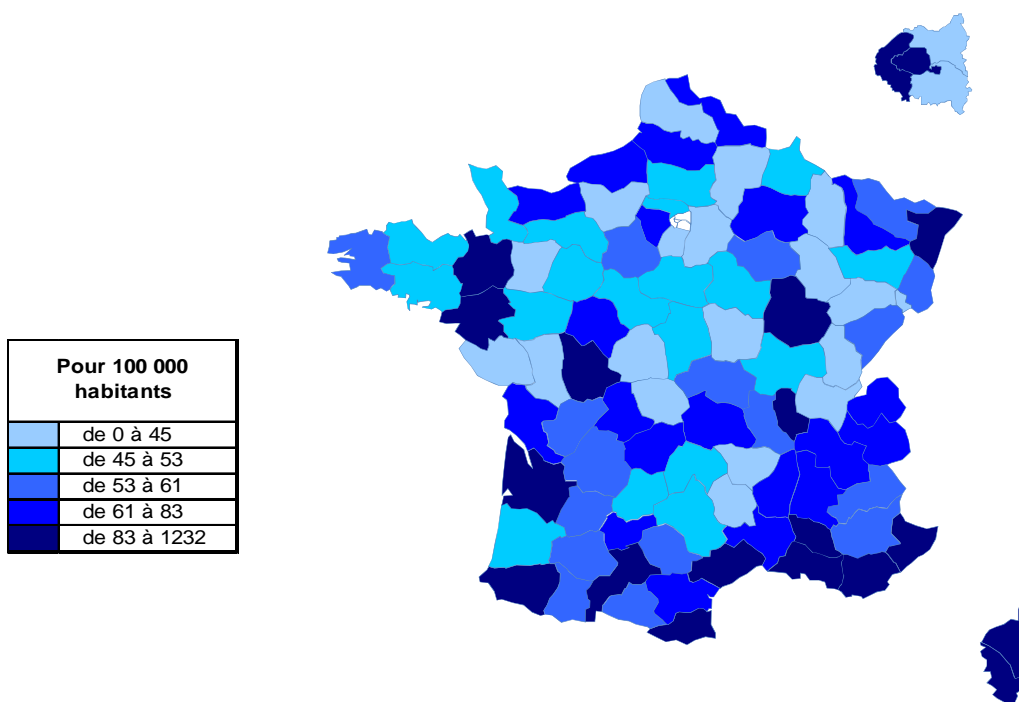 Pour 100 000
habitants
de 0 à 45
de 45 à 53
de 53 à 61
de 61 à 83
de 83 à 1232